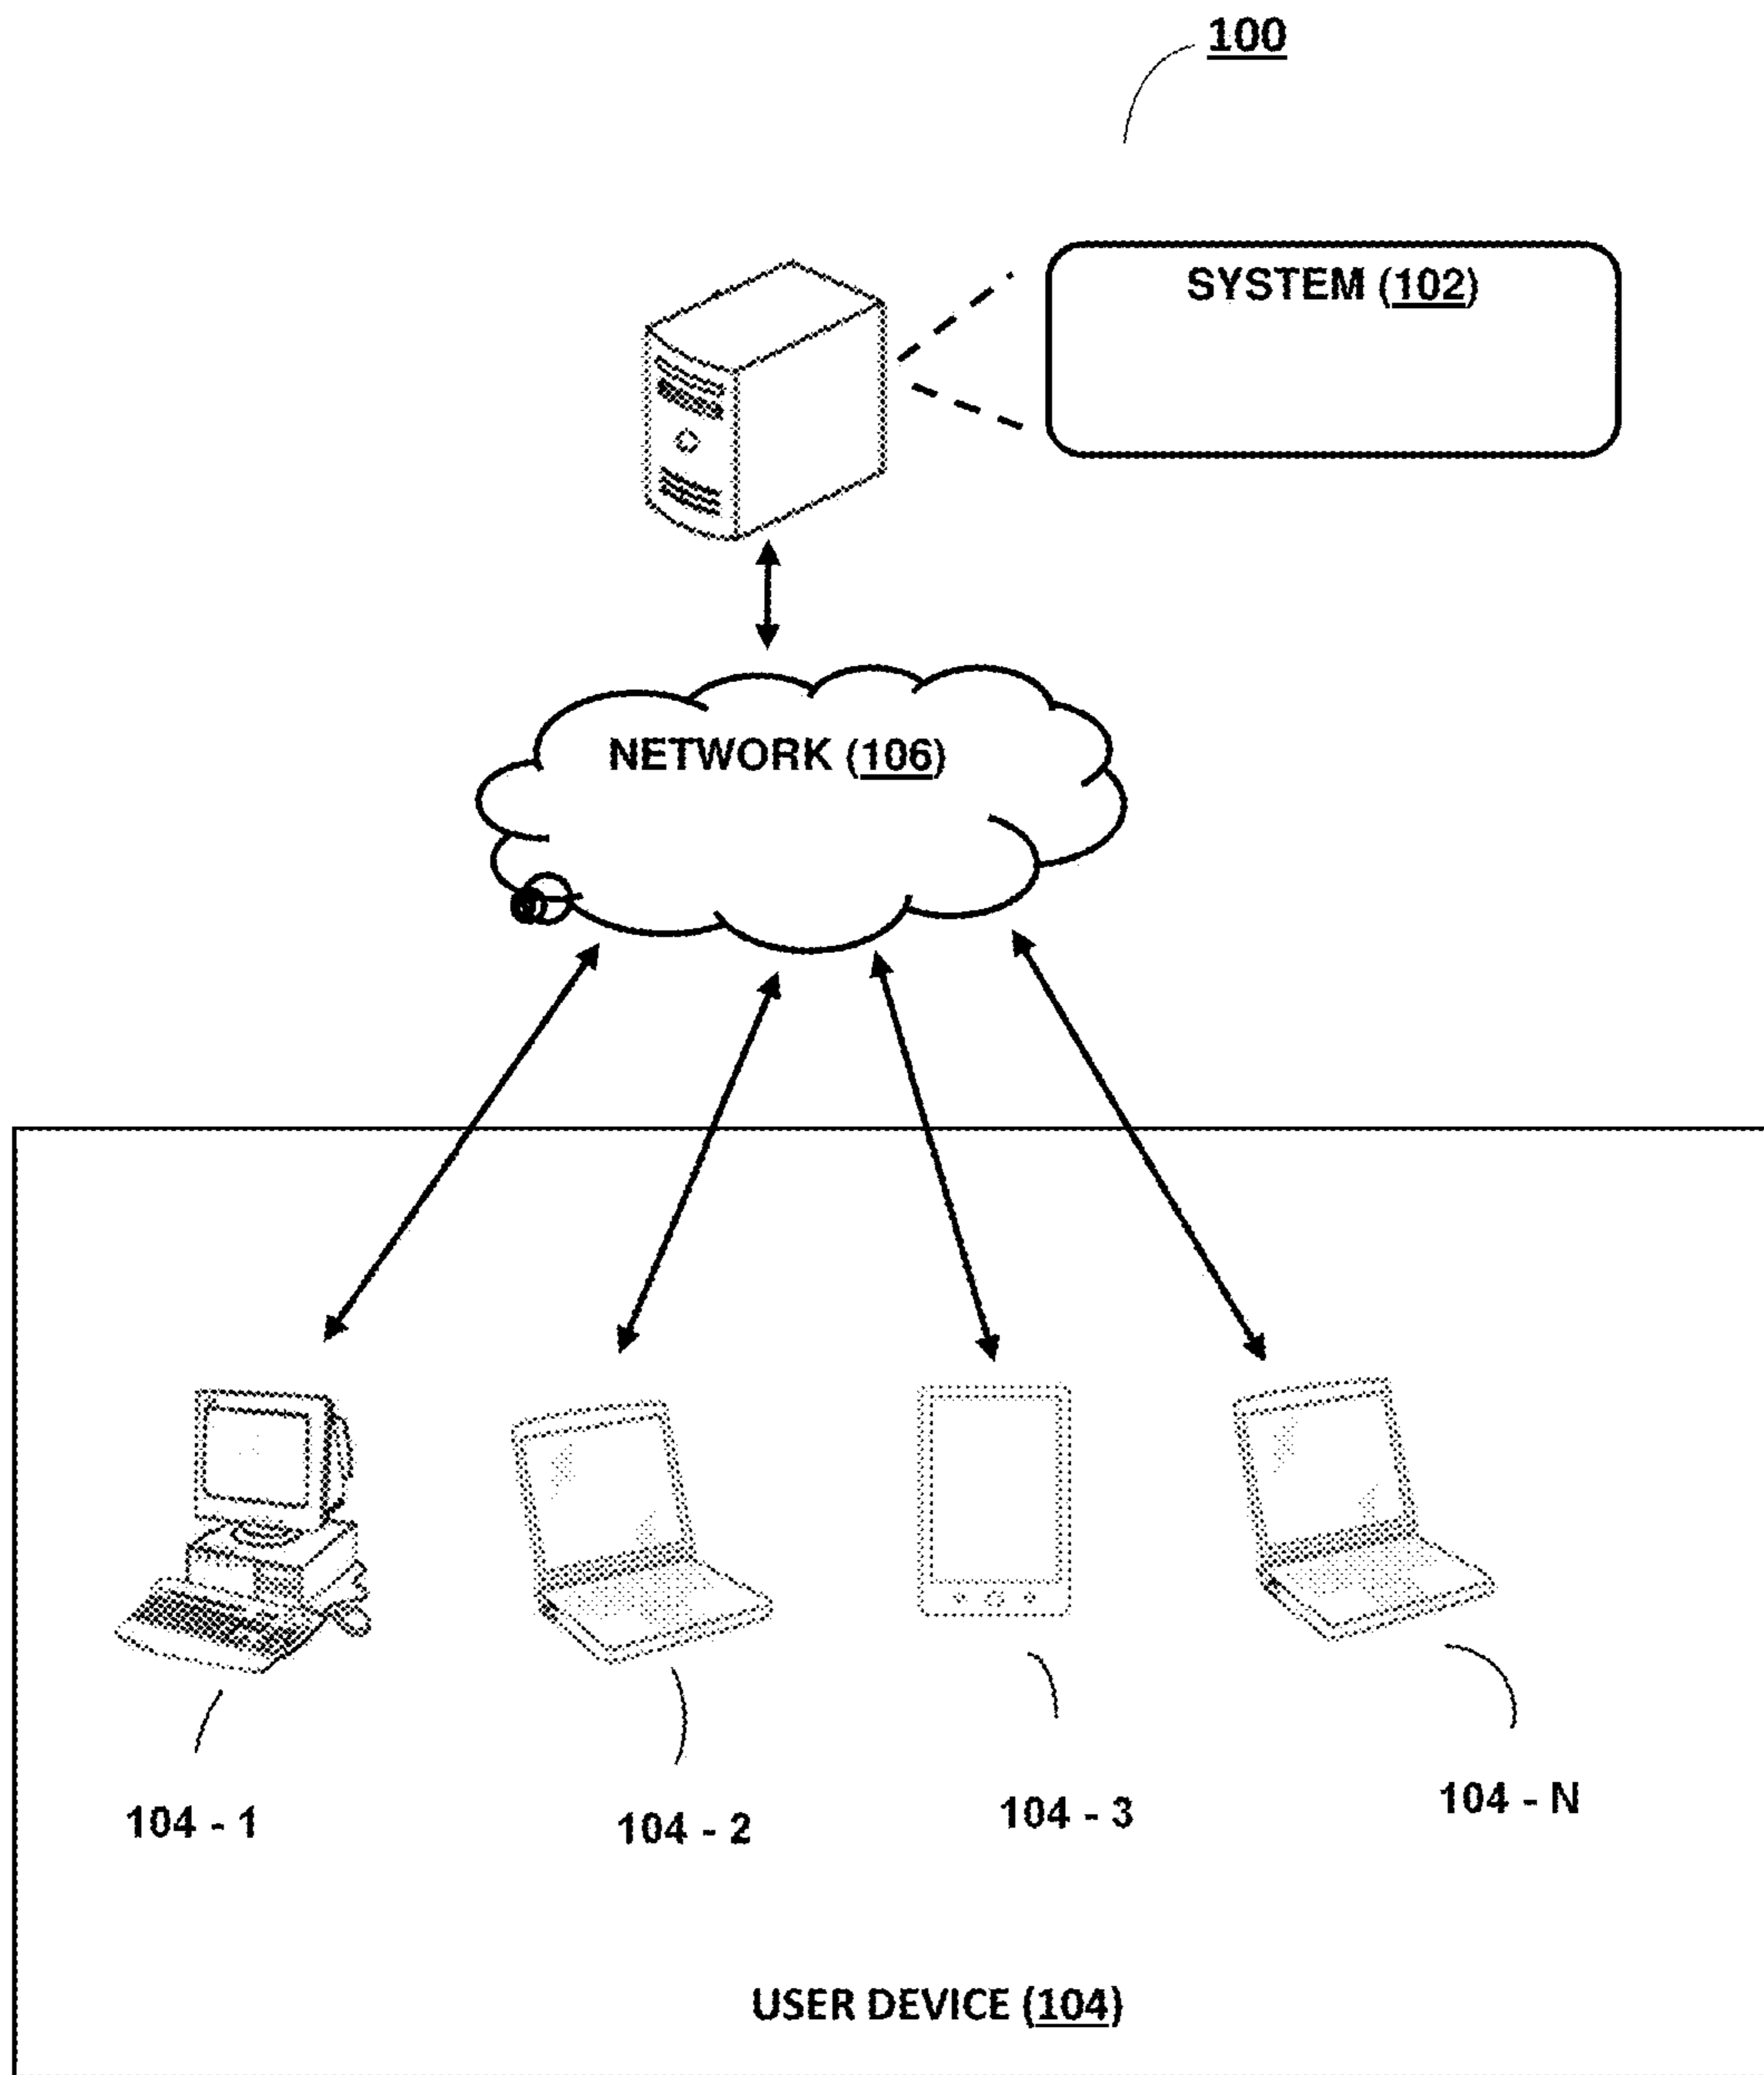 100
SYSTEM (102)
NETWORK (106)
104 - 1
104 - 2
104 - 3
104 - N
USER DEVICE (104)